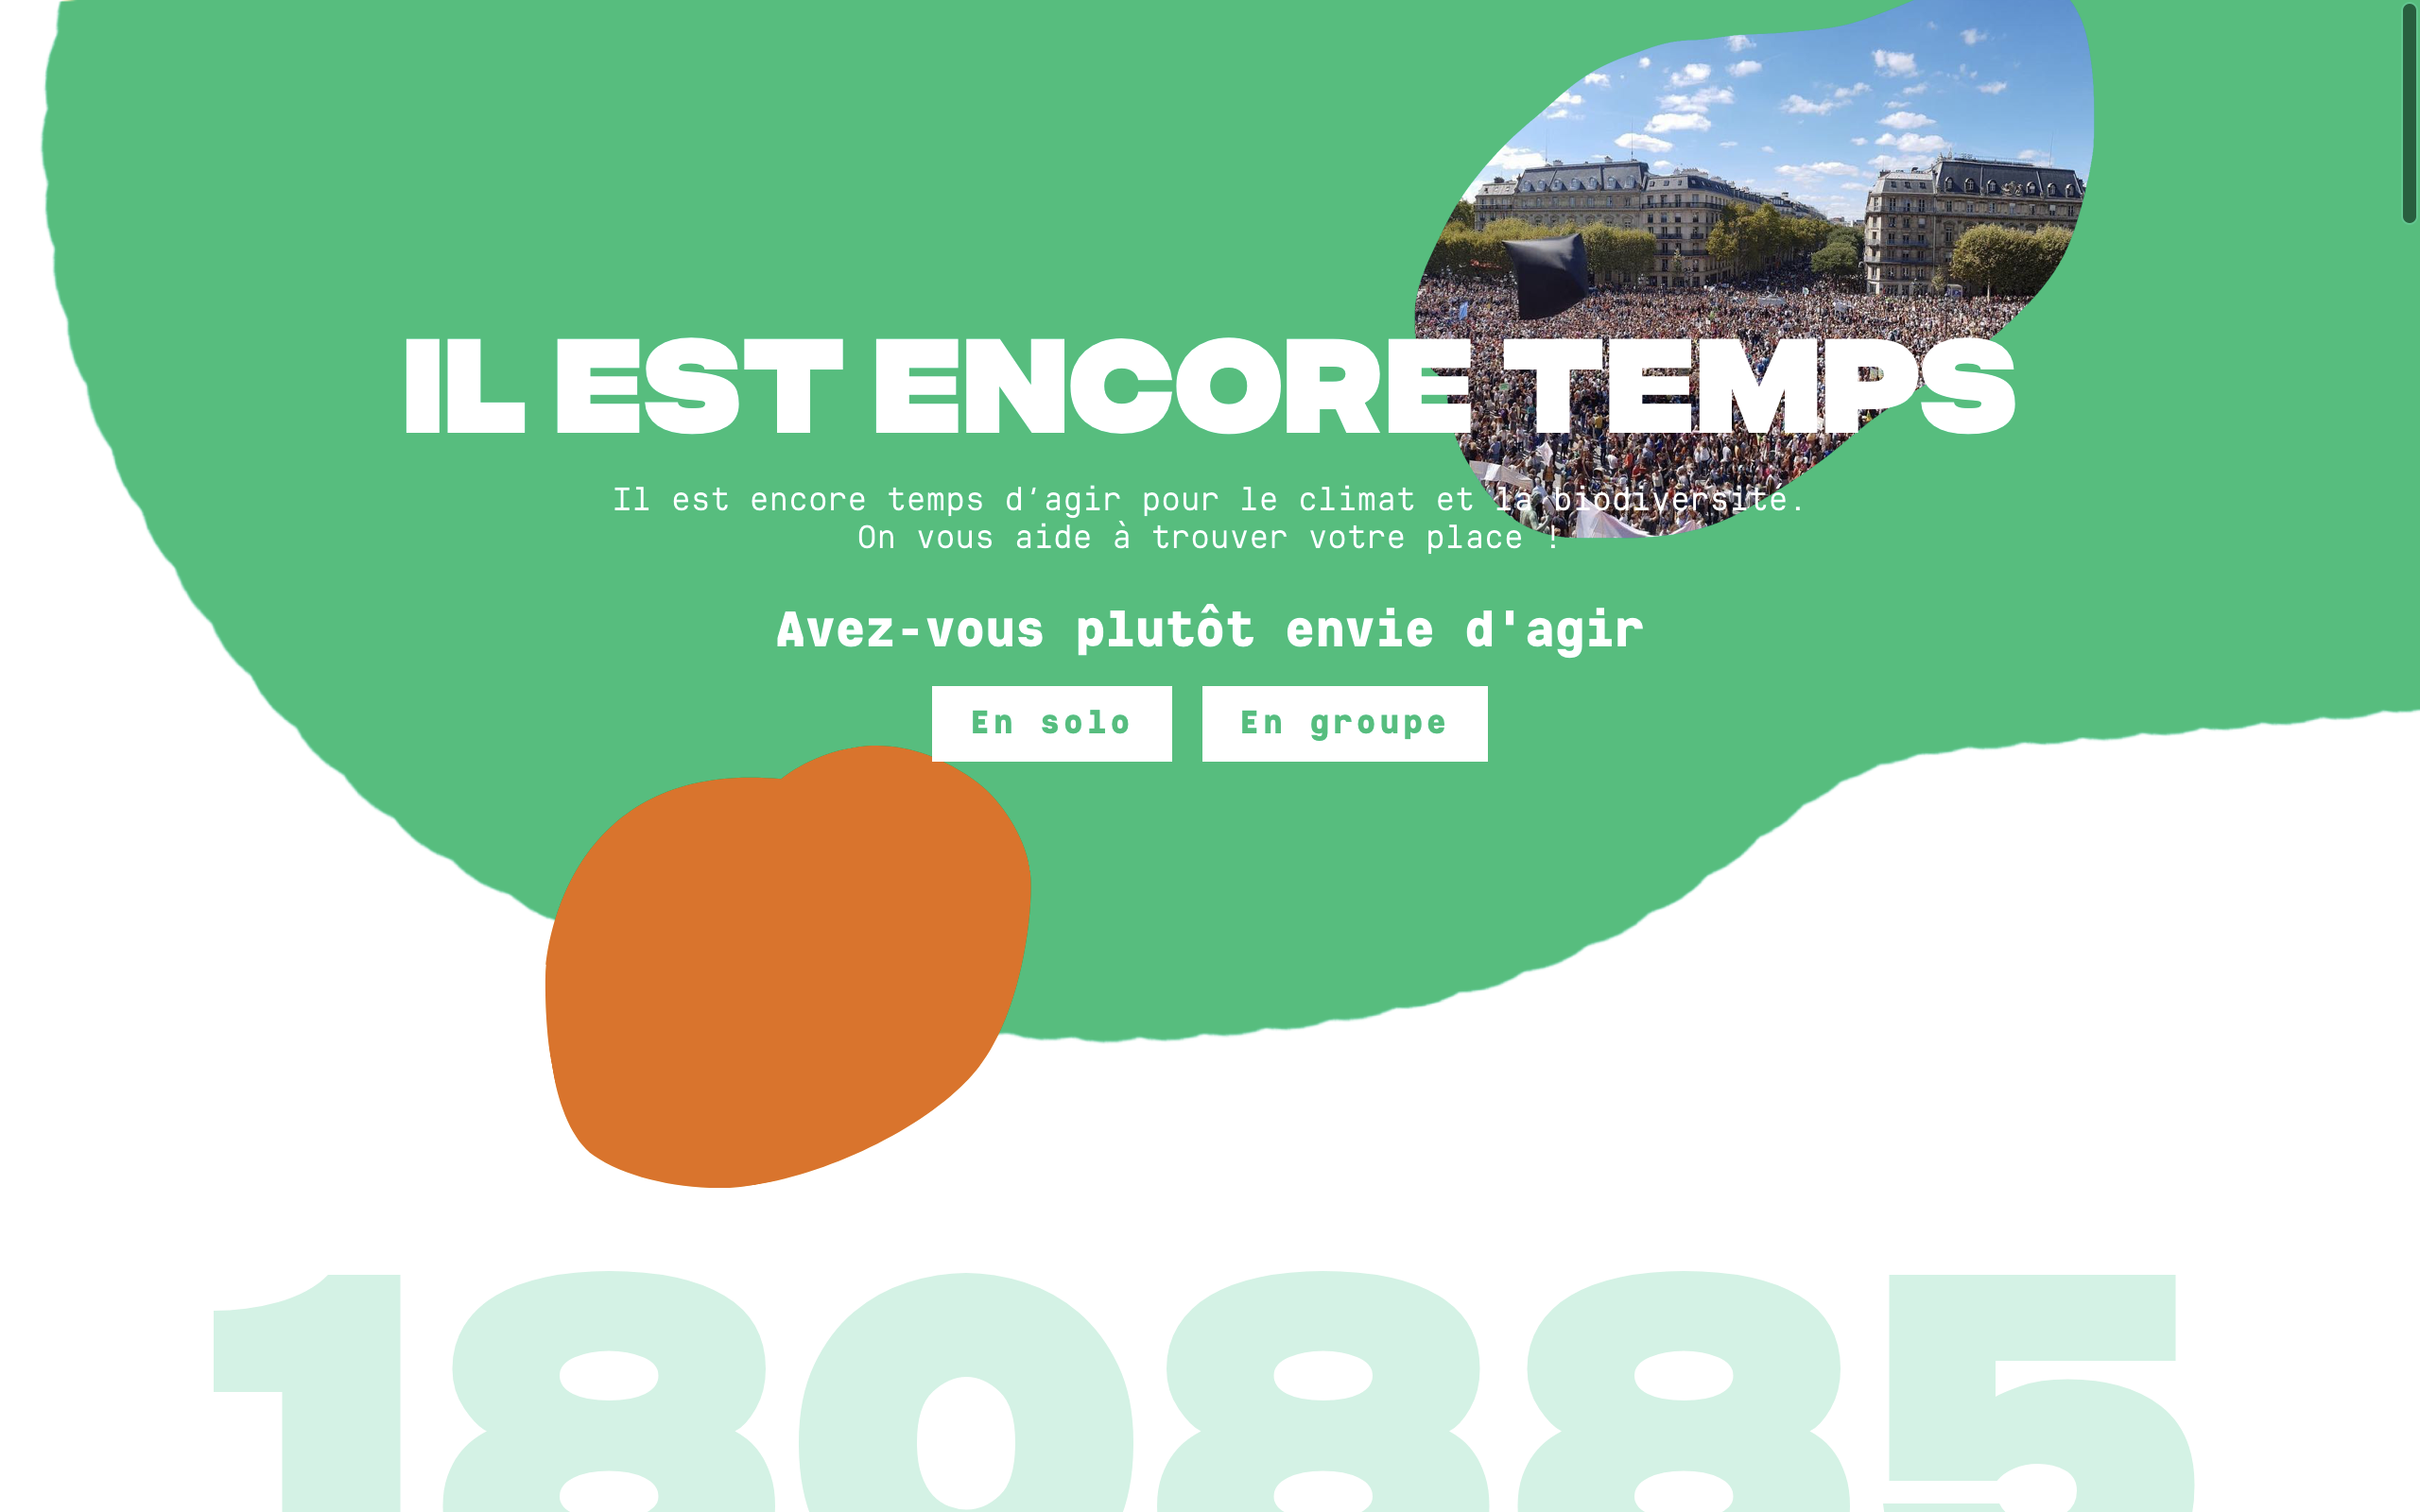 IL EST ENCORE TEMPS
Il est encore temps d’agir pour le climat et la biodiversité.
On vous aide à trouver votre place !
Avez-vous plutôt envie d'agir
En solo
En groupe
180885